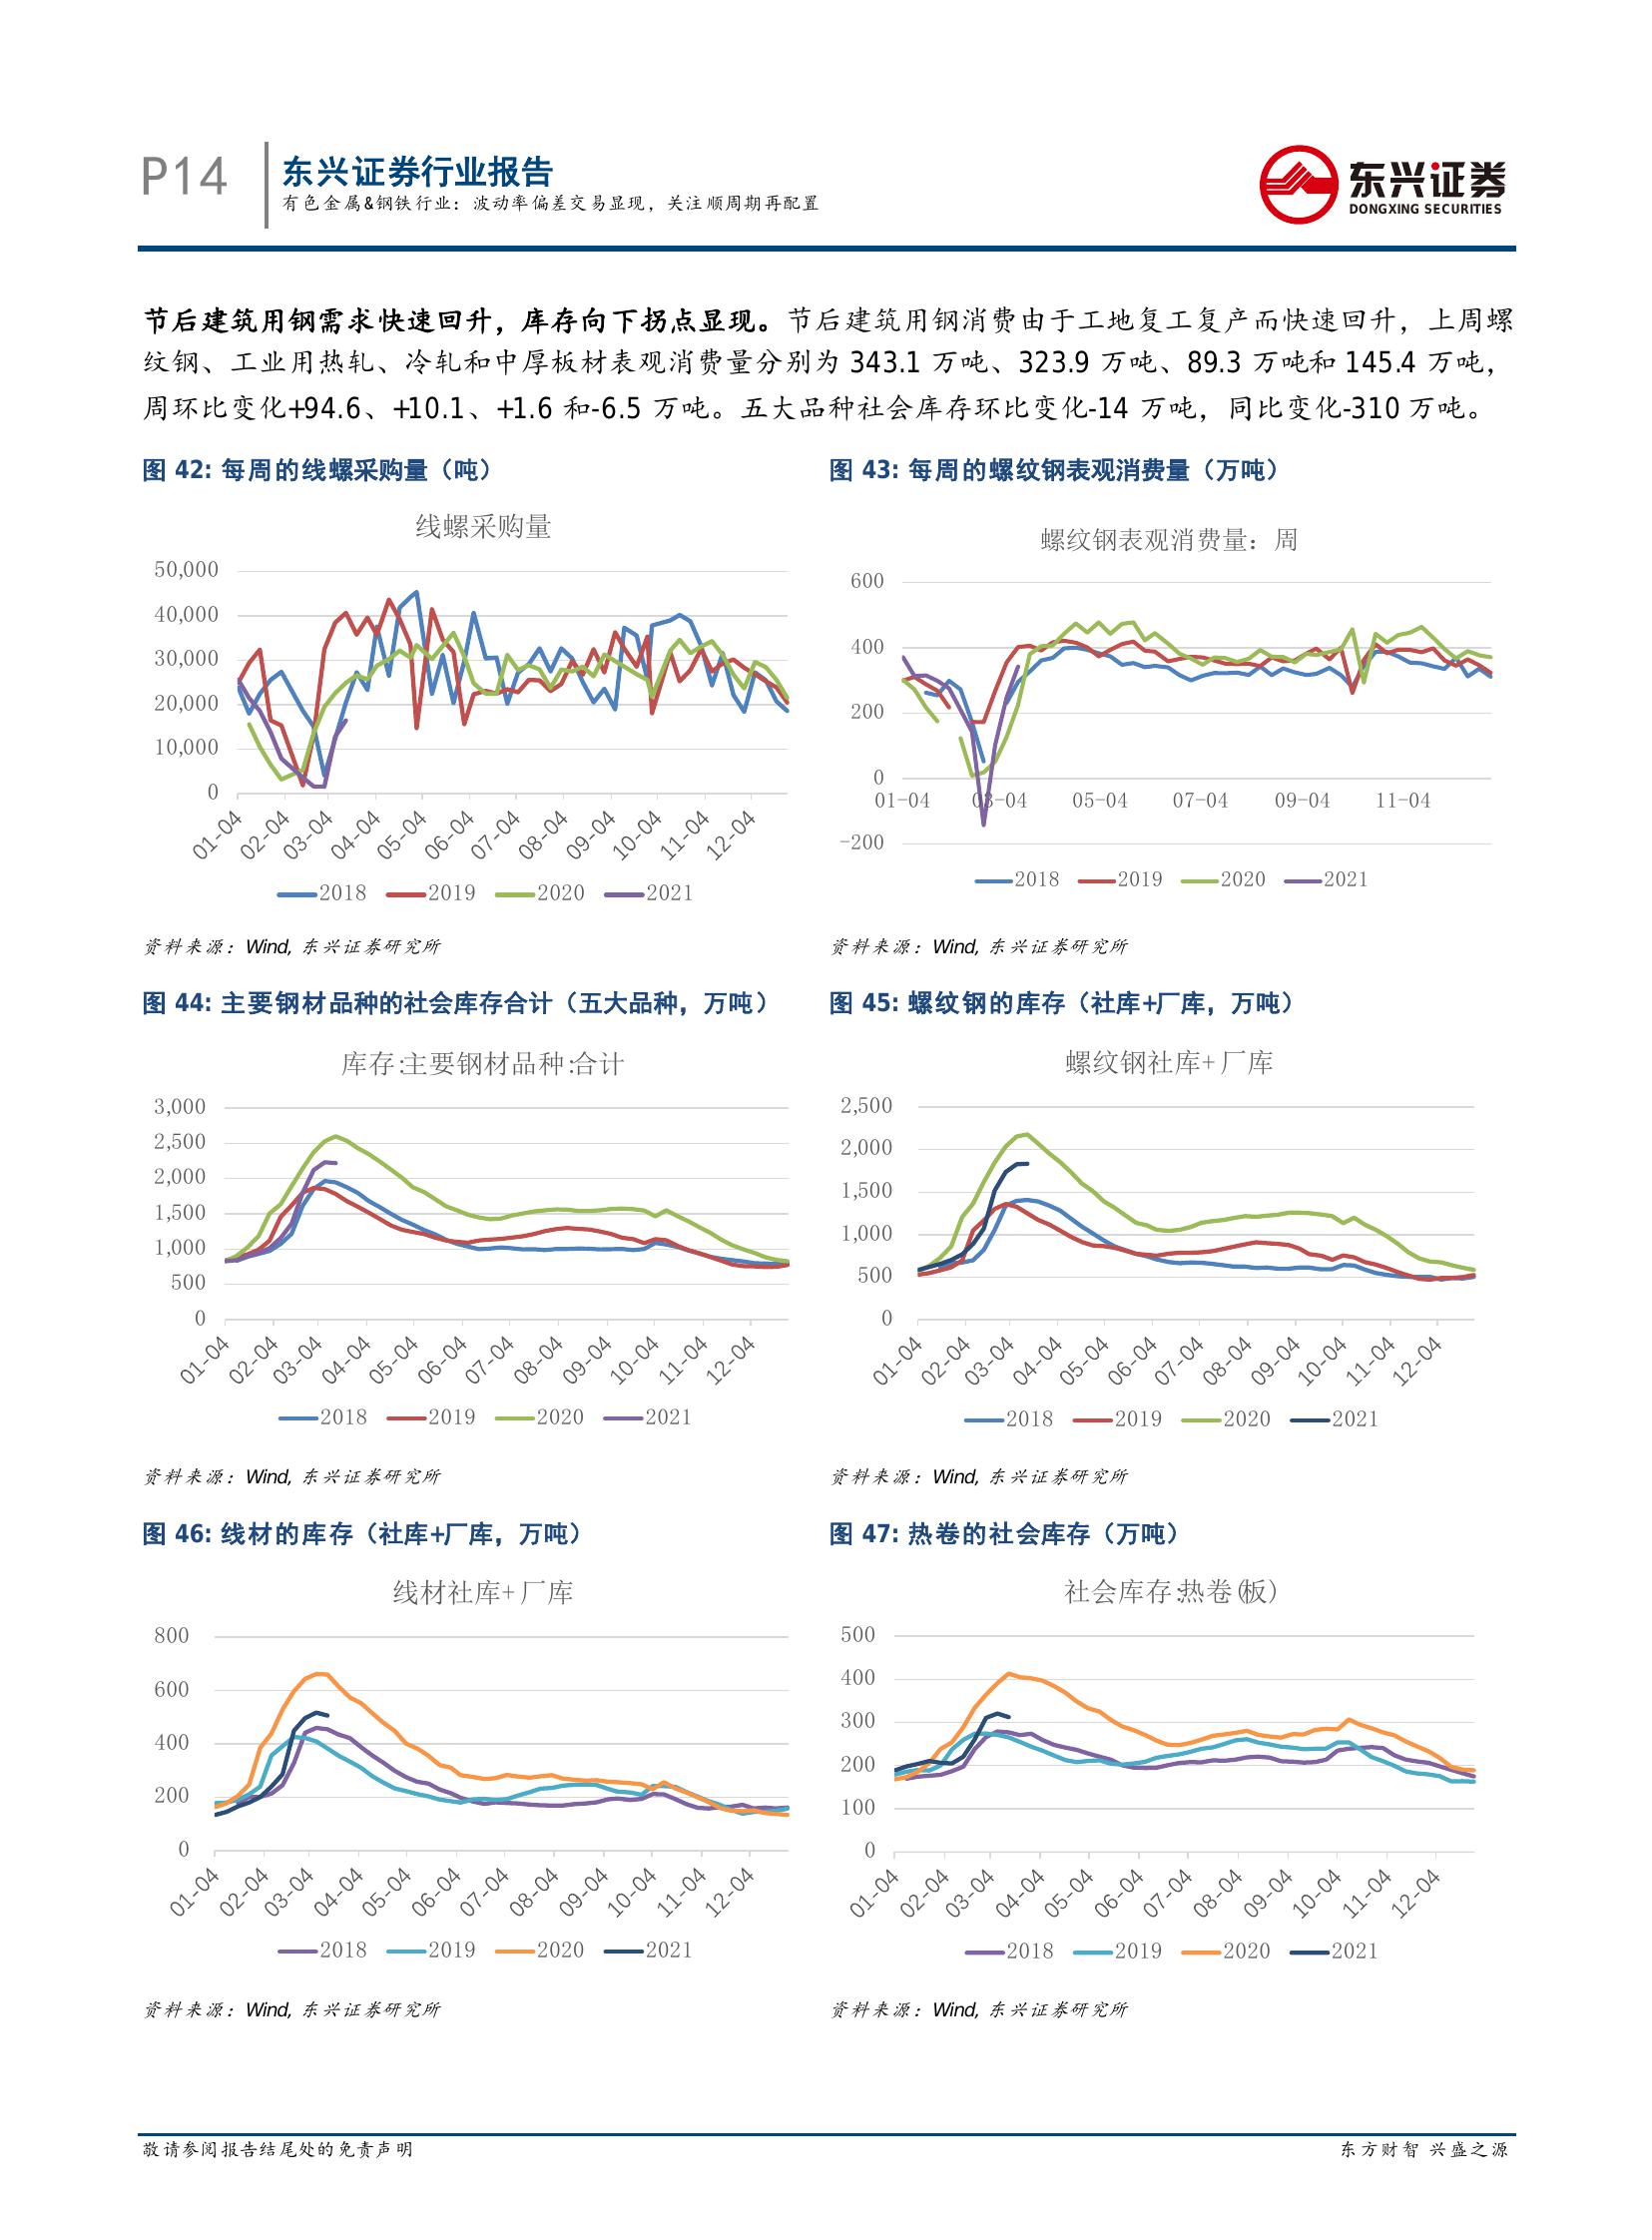 P14
东兴证券行业报告
有色金属&钢铁行业：波动率偏差交易显现，关注顺周期再配置
东兴证券
DONGXING SECURITIES
节后建筑用钢需求快速回升，库存向下拐点显现。节后建筑用钢消费由于工地复工复产而快速回升，上周螺
纹钢、工业用热轧、冷轧和中厚板材表观消费量分别为 343.1 万吨、323.9 万吨、89.3 万吨和 145.4 万吨，
周环比变化+94.6、+10.1、+1.6 和-6.5 万吨。五大品种社会库存环比变化-14 万吨，同比变化-310 万吨。
图 42: 每周的线螺采购量（吨）
线螺采购量
50,000
40,000
30,000
20,000
10,000
0
01-04 02-04 03-04 04-04 05-04 06-04 07-04 08-04 09-04 10-04 11-04 12-04
2018 2019 2020 2021
资料来源：Wind, 东兴证券研究所
图 43: 每周的螺纹钢表观消费量（万吨）
螺纹钢表观消费量：周
600
400
200
0
01-04 03-04 05-04 07-04 09-04 11-04
-200
2018 2019 2020 2021
资料来源：Wind, 东兴证券研究所
图 44: 主要钢材品种的社会库存合计（五大品种，万吨）
库存:主要钢材品种:合计
3,000
2,500
2,000
1,500
1,000
500
0
01-04 02-04 03-04 04-04 05-04 06-04 07-04 08-04 09-04 10-04 11-04 12-04
2018 2019 2020 2021
资料来源：Wind, 东兴证券研究所
图 45: 螺纹钢的库存（社库+厂库，万吨）
螺纹钢社库+厂库
2,500
2,000
1,500
1,000
500
0
01-04 02-04 03-04 04-04 05-04 06-04 07-04 08-04 09-04 10-04 11-04 12-04
2018 2019 2020 2021
资料来源：Wind, 东兴证券研究所
图 46: 线材的库存（社库+厂库，万吨）
线材社库+厂库
800
600
400
200
0
01-04 02-04 03-04 04-04 05-04 06-04 07-04 08-04 09-04 10-04 11-04 12-04
2018 2019 2020 2021
资料来源：Wind, 东兴证券研究所
图 47: 热卷的社会库存（万吨）
社会库存:热卷(板)
500
400
300
200
100
0
01-04 02-04 03-04 04-04 05-04 06-04 07-04 08-04 09-04 10-04 11-04 12-04
2018 2019 2020 2021
资料来源：Wind, 东兴证券研究所
敬请参阅报告结尾处的免责声明
东方财智 兴盛之源